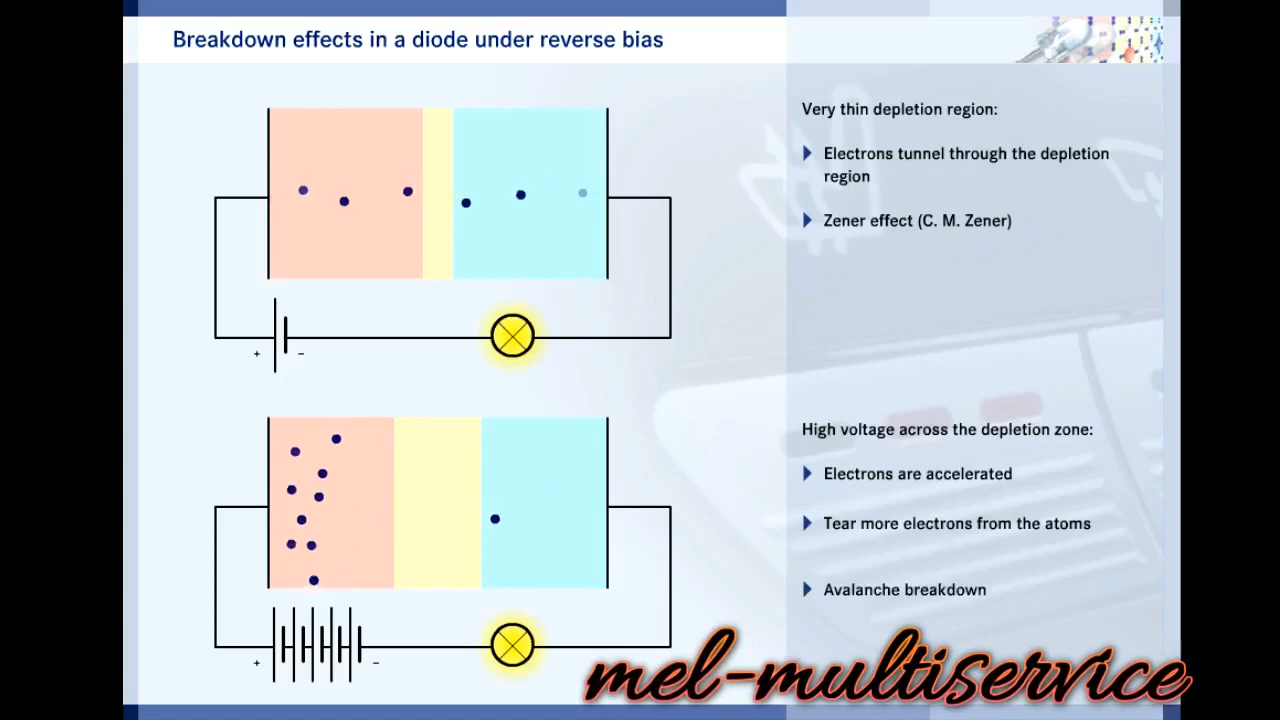 Breakdown effects in a diode under reverse bias
Very thin depletion region:
Electrons tunnel through the depletion
region
Zener effect (C. M. Zener)
+ −
High voltage across the depletion zone:
Electrons are accelerated
Tear more electrons from the atoms
Avalanche breakdown
+ −
mel-multiservice